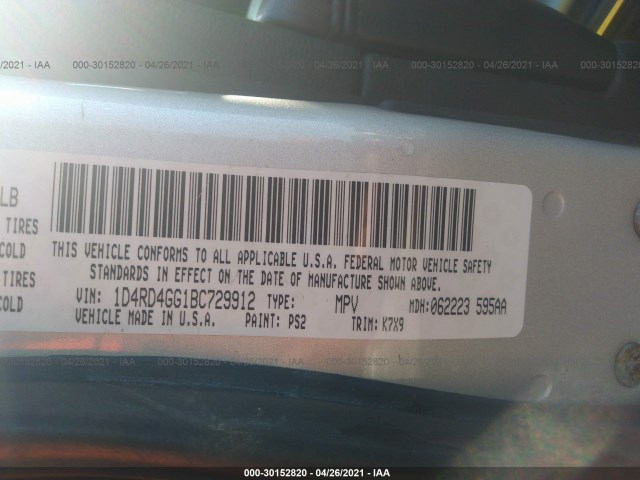 000-30152820 - 04/26/2021 - IAA
LB
TIRES
COLD
TIRES
COLD
THIS VEHICLE CONFORMS TO ALL APPLICABLE U.S.A. FEDERAL MOTOR VEHICLE SAFETY
STANDARDS IN EFFECT ON THE DATE OF MANUFACTURE SHOWN ABOVE.
VIN: 1D4RD4GG1BC729912 TYPE: MPV MDH: 062223 595AA
VEHICLE MADE IN U.S.A. PAINT: PS2 TRIM: K7X9
000-30152820 - 04/26/2021 - IAA